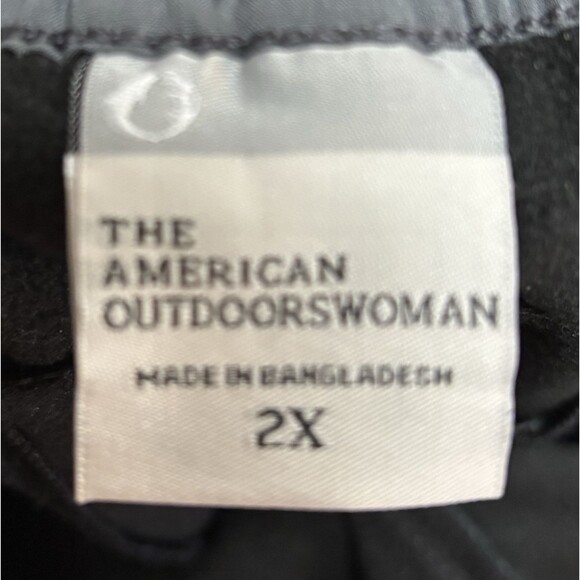 THE
AMERICAN
OUTDOORSWOMAN
MADE IN BANGLADESH
2X